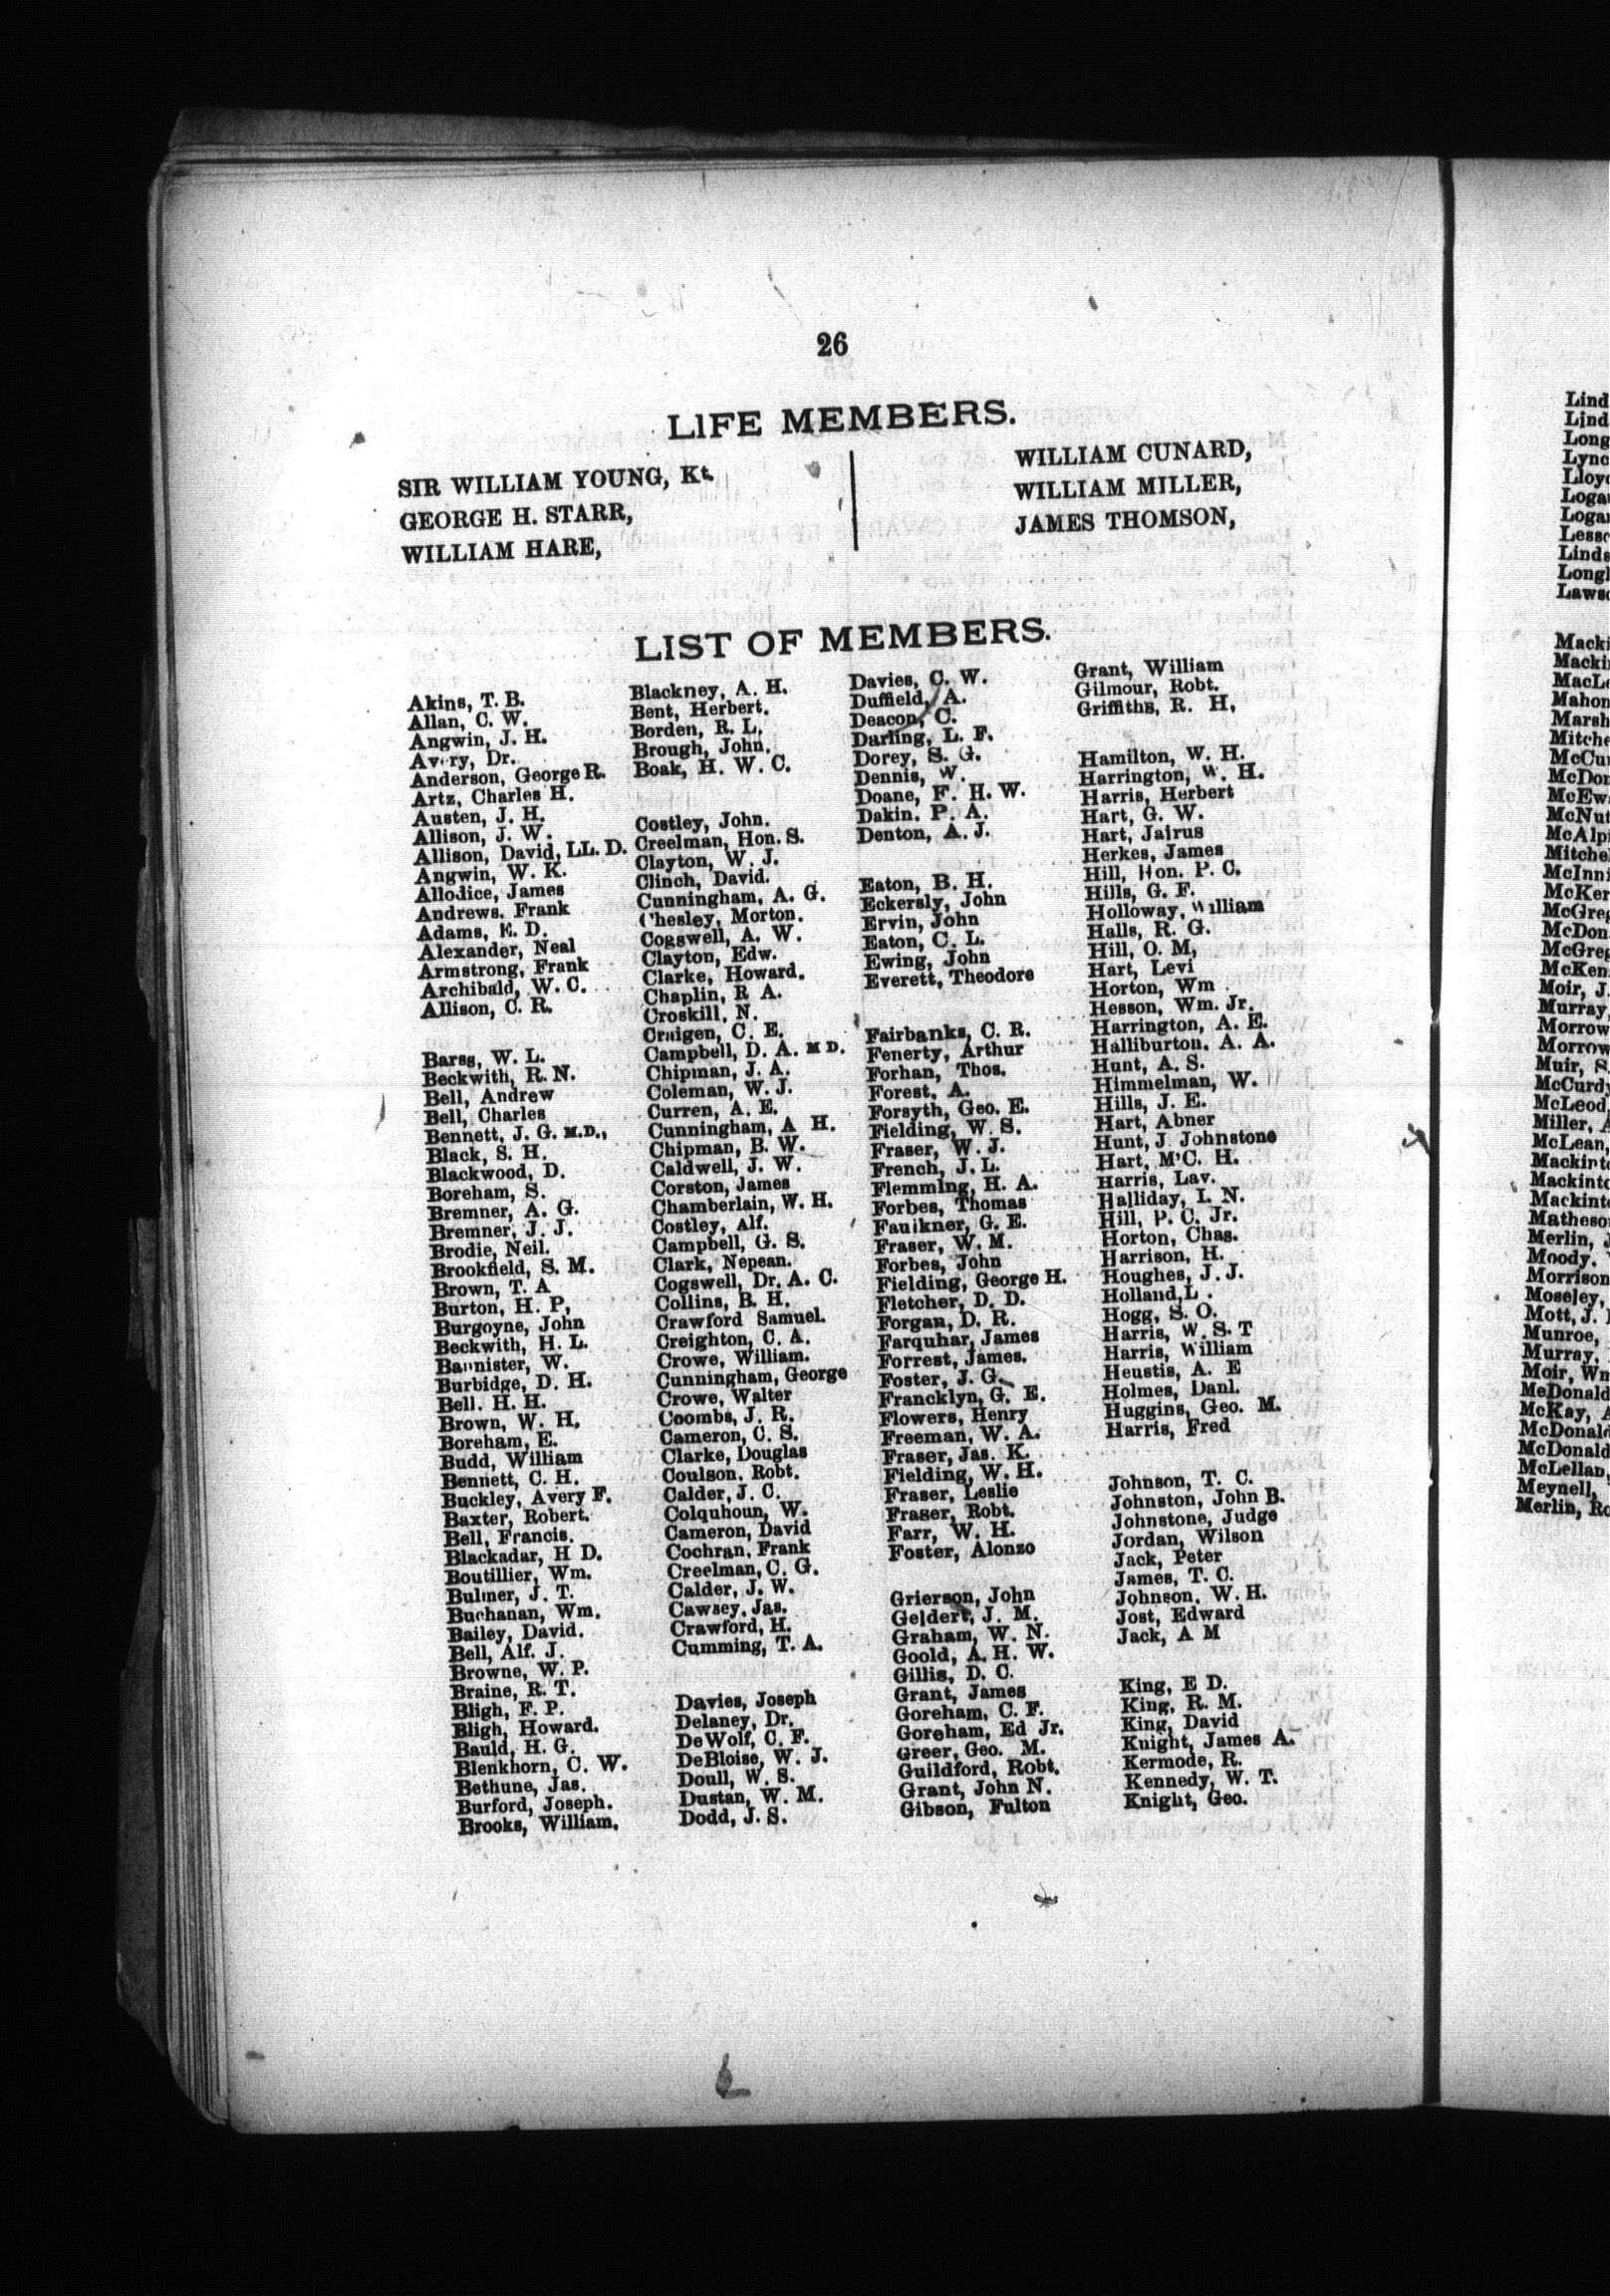 26
LIFE MEMBERS.
SIR WILLIAM YOUNG, Kt.
GEORGE H. STARR,
WILLIAM HARE,
WILLIAM CUNARD,
WILLIAM MILLER,
JAMES THOMSON,
LIST OF MEMBERS.
Akins, T. B.
Allan, C. W.
Angwin, J. H.
Avery, Dr.
Anderson, George R.
Artz, Charles H.
Austen, J. H.
Allison, J. W.
Allison, David, LL. D.
Angwin, W. K.
Allodice, James
Andrews. Frank
Adams, E. D.
Alexander, Neal
Armstrong, Frank
Archibald, W. C.
Allison, C. R.
Barss, W. L.
Beckwith, R. N.
Bell, Andrew
Bell, Charles
Bennett, J. G. M.D.,
Black, S. H.
Blackwood, D.
Boreham, S.
Bremner, A. G.
Bremner, J. J.
Brodie, Neil.
Brookfield, S. M.
Brown, T. A
Burton, H. P,
Burgoyne, John
Beckwith, H. L.
Bannister, W.
Burbidge, D. H.
Bell. H. H.
Brown, W. H,
Boreham, E.
Budd, William
Bennett, C. H.
Buckley, Avery F.
Baxter, Robert.
Bell, Francis.
Blackadar, H D.
Boutillier, Wm.
Bulmer, J. T.
Buchanan, Wm.
Bailey, David.
Bell, Alf. J.
Browne, W. P.
Braine, R. T.
Bligh, F. P.
Bligh, Howard.
Bauld, H. G.
Blenkhorn, C. W.
Bethune, Jas.
Burford, Joseph.
Brooks, William.
Blackney, A. H.
Bent, Herbert.
Borden, R. L.
Brough, John.
Boak, H. W. C.
Costley, John.
Creelman, Hon. S.
Clayton, W. J.
Clinch, David.
Cunningham, A. G.
Chesley, Morton.
Cogswell, A. W.
Clayton, Edw.
Clarke, Howard.
Chaplin, R A.
Croskill, N.
Craigen, C. E.
Campbell, D. A. M D.
Chipman, J. A.
Coleman, W. J.
Curren, A. E.
Cunningham, A H.
Chipman, B. W.
Caldwell, J. W.
Corston, James
Chamberlain, W. H.
Costley, Alf.
Campbell, G. S.
Clark, Nepean.
Cogswell, Dr. A. C.
Collins, B. H.
Crawford Samuel.
Creighton, C. A.
Crowe, William.
Cunningham, George
Crowe, Walter
Coombs, J. R.
Cameron, C. S.
Clarke, Douglas
Coulson. Robt.
Calder, J. C.
Colquhoun, W.
Cameron, David
Cochran, Frank
Creelman, C. G.
Calder, J. W.
Cawsey, Jas.
Crawford, H.
Cumming, T. A.
Davies, Joseph
Delaney, Dr.
DeWolf, C. F.
DeBloise, W. J.
Doull, W. S.
Dustan, W. M.
Dodd, J. S.
Davies, C. W.
Duffield, A.
Deacon, C.
Darling, L. F.
Dorey, S. G.
Dennis, W.
Doane, F. H. W.
Dakin. P. A.
Denton, A. J.
Eaton, B. H.
Eckersly, John
Ervin, John
Eaton, C. L.
Ewing, John
Everett, Theodore
Fairbanks, C. R.
Fenerty, Arthur
Forhan, Thos.
Forest, A.
Forsyth, Geo. E.
Fielding, W. S.
Fraser, W. J.
French, J. L.
Flemming, H. A.
Forbes, Thomas
Faulkner, G. E.
Fraser, W. M.
Forbes, John
Fielding, George H.
Fletcher, D. D.
Forgan, D. R.
Farquhar, James
Forrest, James.
Foster, J. G.
Francklyn, G. E.
Flowers, Henry
Freeman, W. A.
Fraser, Jas. K.
Fielding, W. H.
Fraser, Leslie
Fraser, Robt.
Farr, W. H.
Foster, Alonzo
Grierson, John
Geldert, J. M.
Graham, W. N.
Goold, A. H. W.
Gillis, D. C.
Grant, James
Goreham, C. F.
Goreham, Ed Jr.
Greer, Geo. M.
Guildford, Robt.
Grant, John N.
Gibson, Fulton
Grant, William
Gilmour, Robt.
Griffiths, R. H,
Hamilton, W. H.
Harrington, W. H.
Harris, Herbert
Hart, G. W.
Hart, Jairus
Herkes, James
Hill, Hon. P. C.
Hills, G. F.
Holloway, William
Halls, R. G.
Hill, O. M,
Hart, Levi
Horton, Wm
Hesson, Wm. Jr.
Harrington, A. E.
Halliburton. A. A.
Hunt, A. S.
Himmelman, W.
Hills, J. E.
Hart, Abner
Hunt, J Johnstone
Hart, M'C. H.
Harris, Lav.
Halliday, I. N.
Hill, P. C. Jr.
Horton, Chas.
Harrison, H.
Houghes, J. J.
Holland, L .
Hogg, S. O.
Harris, W. S. T
Harris, William
Heustis, A. E
Holmes, Danl.
Huggins, Geo. M.
Harris, Fred
Johnson, T. C.
Johnston, John B.
Johnstone, Judge
Jordan, Wilson
Jack, Peter
James, T. C.
Johnson. W. H.
Jost, Edward
Jack, A M
King, E D.
King, R. M.
King, David
Knight, James A.
Kermode, R.
Kennedy, W. T.
Knight, Geo.